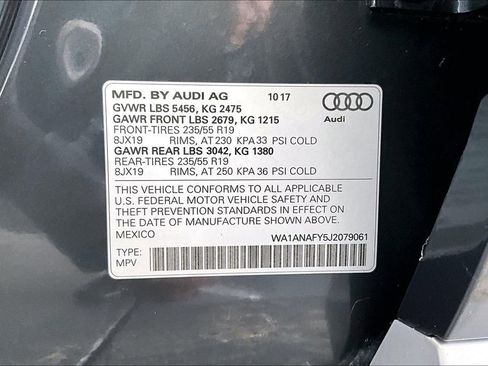 MFD. BY AUDI AG 10 17
GVWR LBS 5456, KG 2475
GAWR FRONT LBS 2679, KG 1215
FRONT-TIRES 235/55 R19
8JX19 RIMS, AT 230 KPA 33 PSI COLD
GAWR REAR LBS 3042, KG 1380
REAR-TIRES 235/55 R19
8JX19 RIMS, AT 250 KPA 36 PSI COLD
Audi
THIS VEHICLE CONFORMS TO ALL APPLICABLE
U.S. FEDERAL MOTOR VEHICLE SAFETY AND
THEFT PREVENTION STANDARDS IN EFFECT ON
THE DATE OF MANUFACTURE SHOWN ABOVE.
MEXICO WA1ANAFY5J2079061
TYPE:
MPV